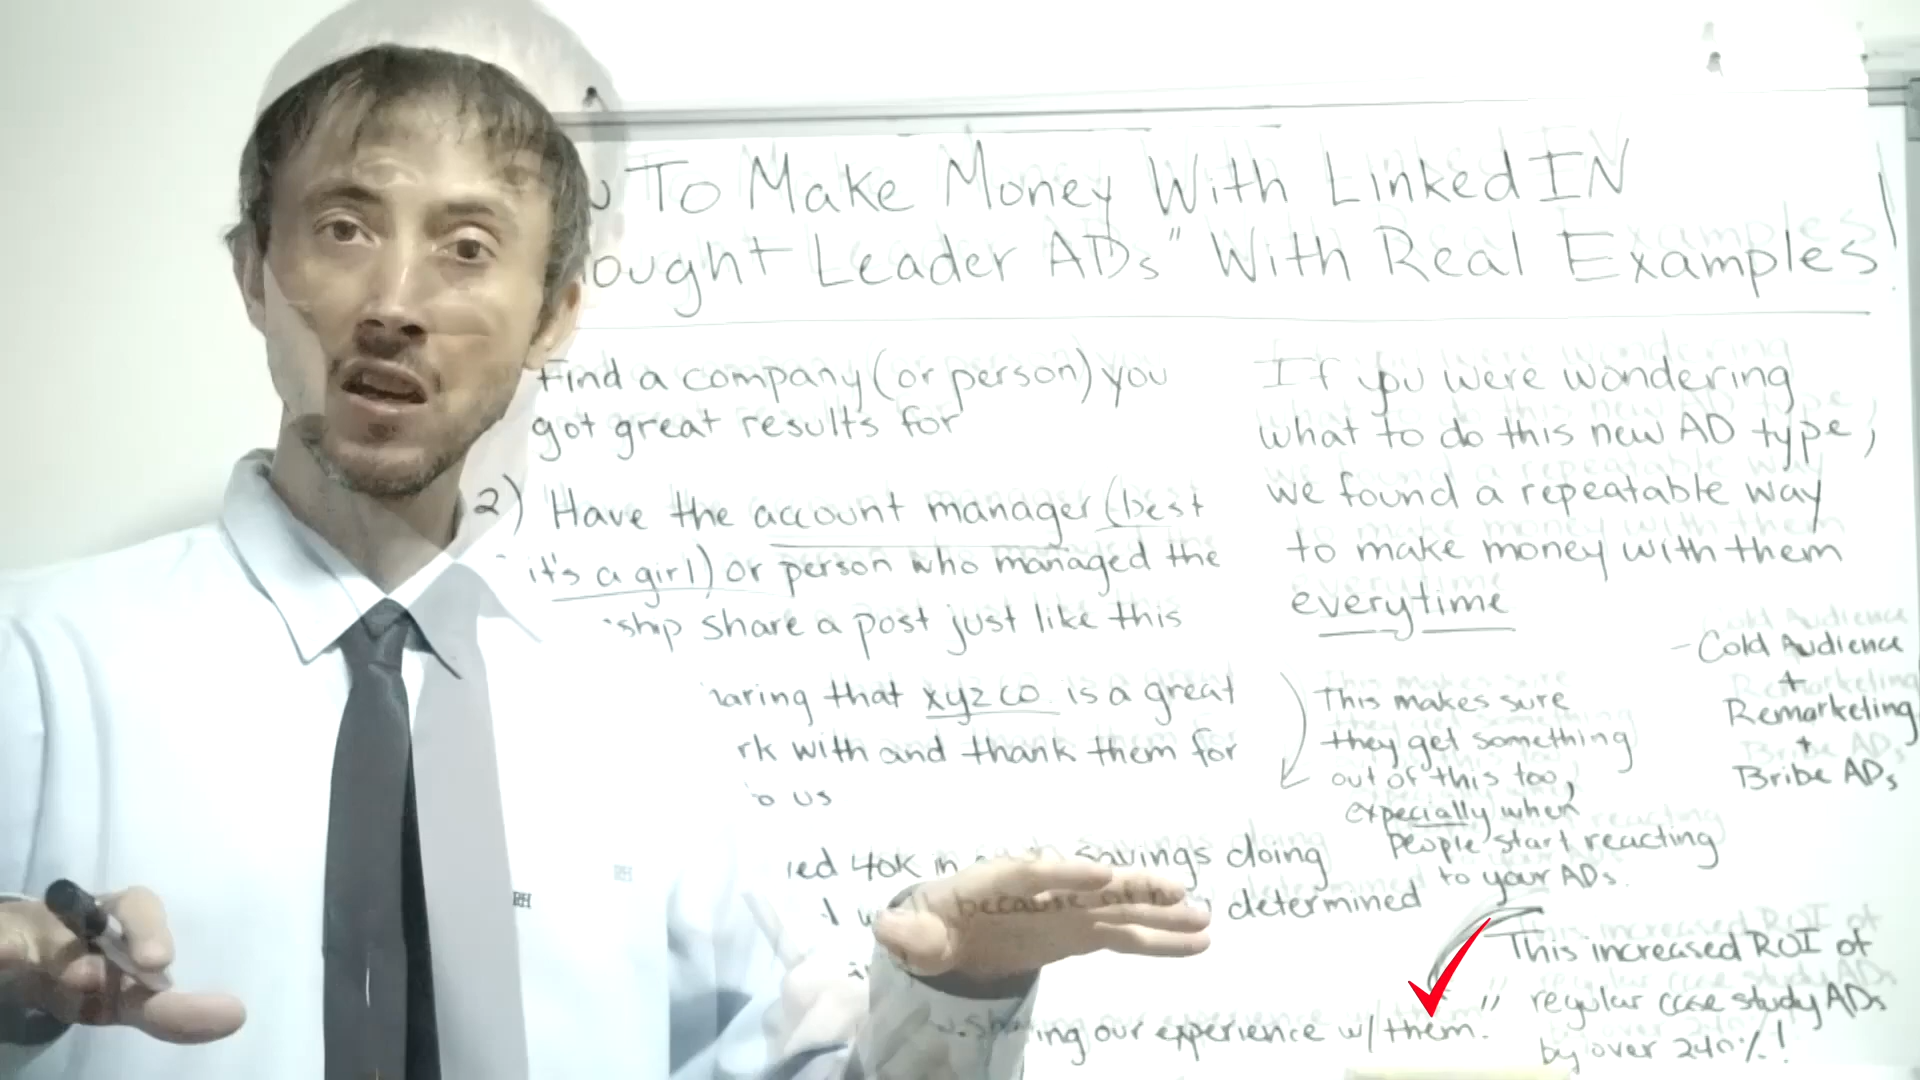 To Make Money With LinkedIN
ought Leader ADs" With Real Examples!
Find a company (or person) you
got great results for
2) Have the account manager (best
it's a girl) or person who managed the
ship share a post just like this
aring that xyz co. is a great
rk with and thank them for
o us
If you were wondering
what to do this new AD type,
we found a repeatable way
to make money with them
everytime
This makes sure
they get something
out of this too,
expecially when
People start reacting
to your ADs.
- Cold Audience
+
Remarketing
+
Bribe ADs
ed 40K in savings doing
because of determined
ing our experience w/ them. "
This increased ROI of
regular case study ADs
by over 240%!
RH
RH